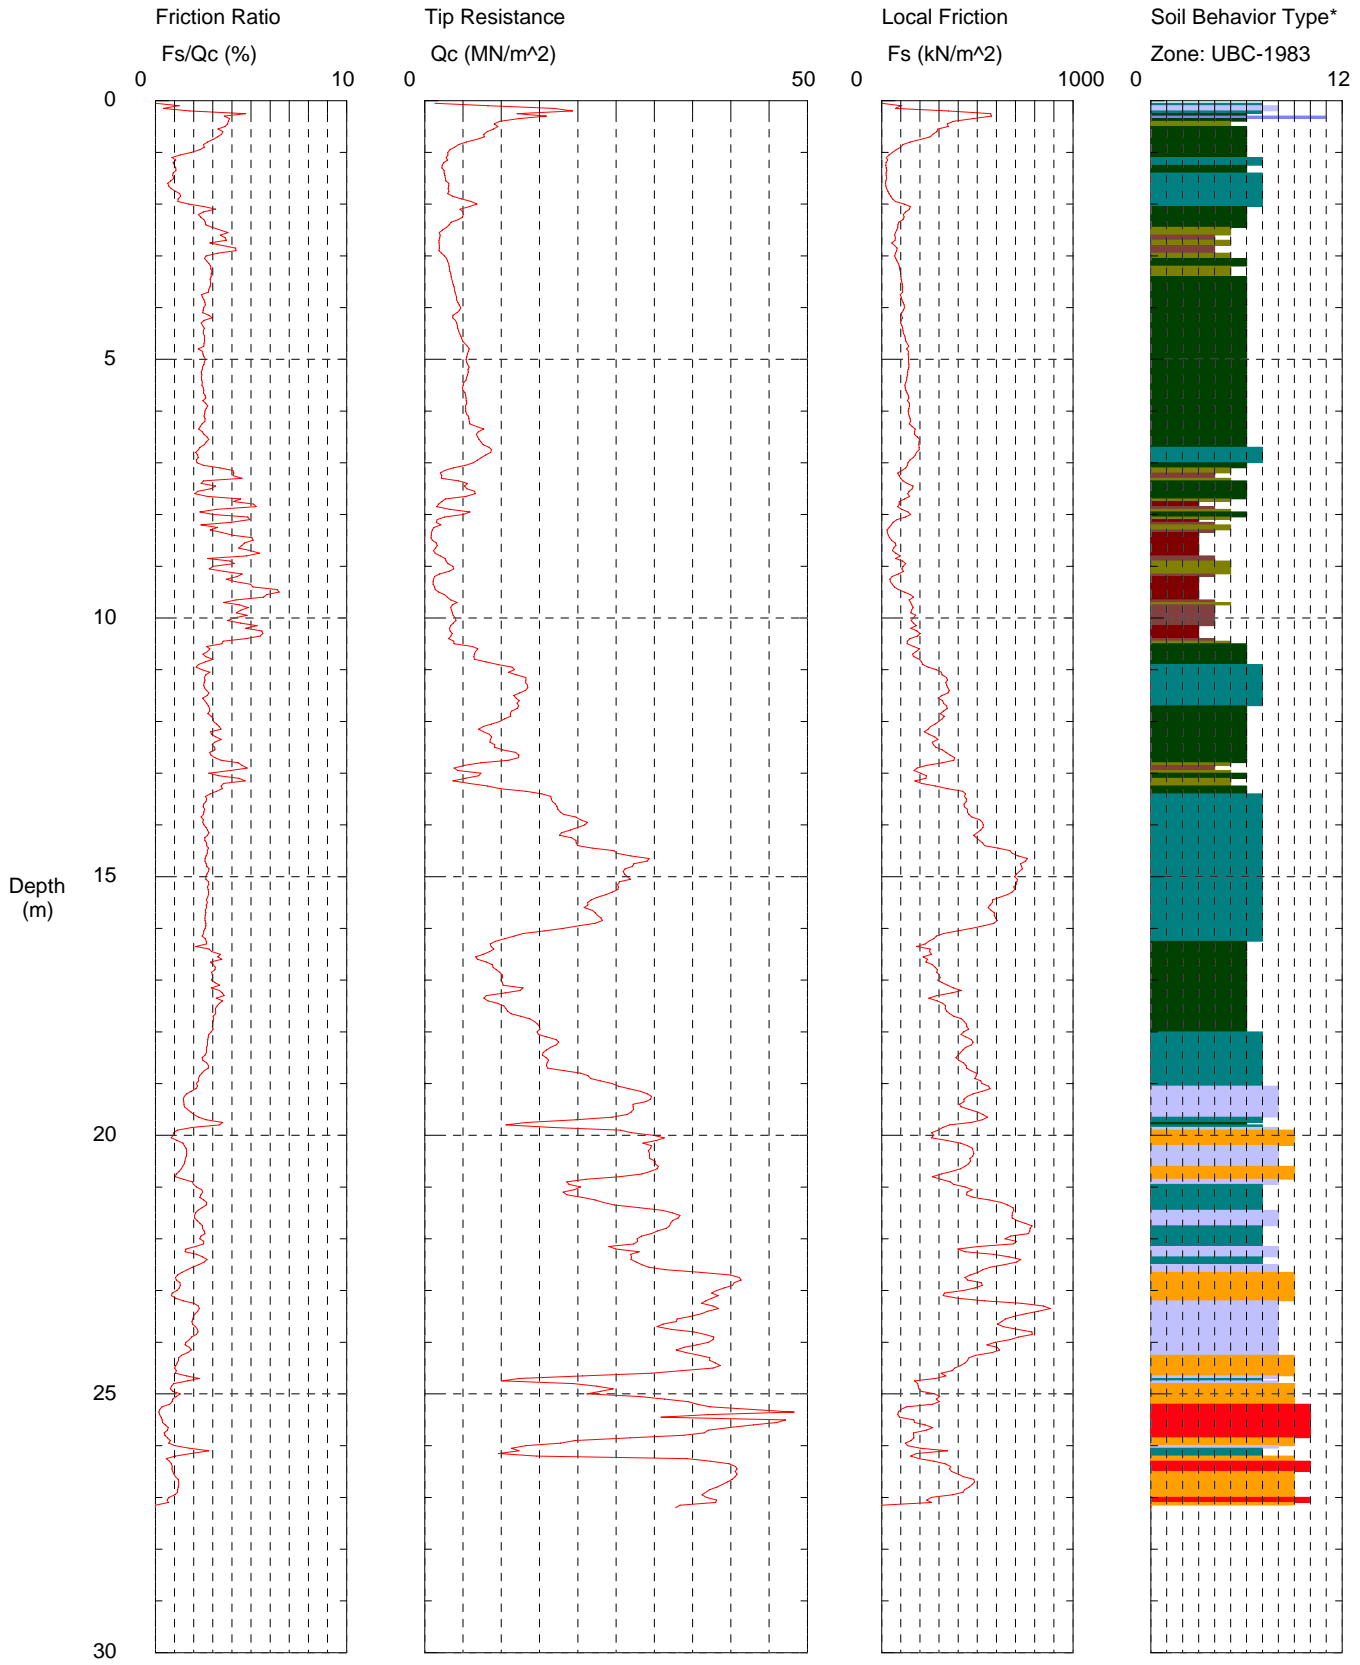 Friction Ratio
Fs/Qc (%)
0 10
Tip Resistance
Qc (MN/m^2)
0 50
Local Friction
Fs (kN/m^2)
0 1000
Soil Behavior Type*
Zone: UBC-1983
0 12
0
5
10
15
20
25
30
Depth
(m)